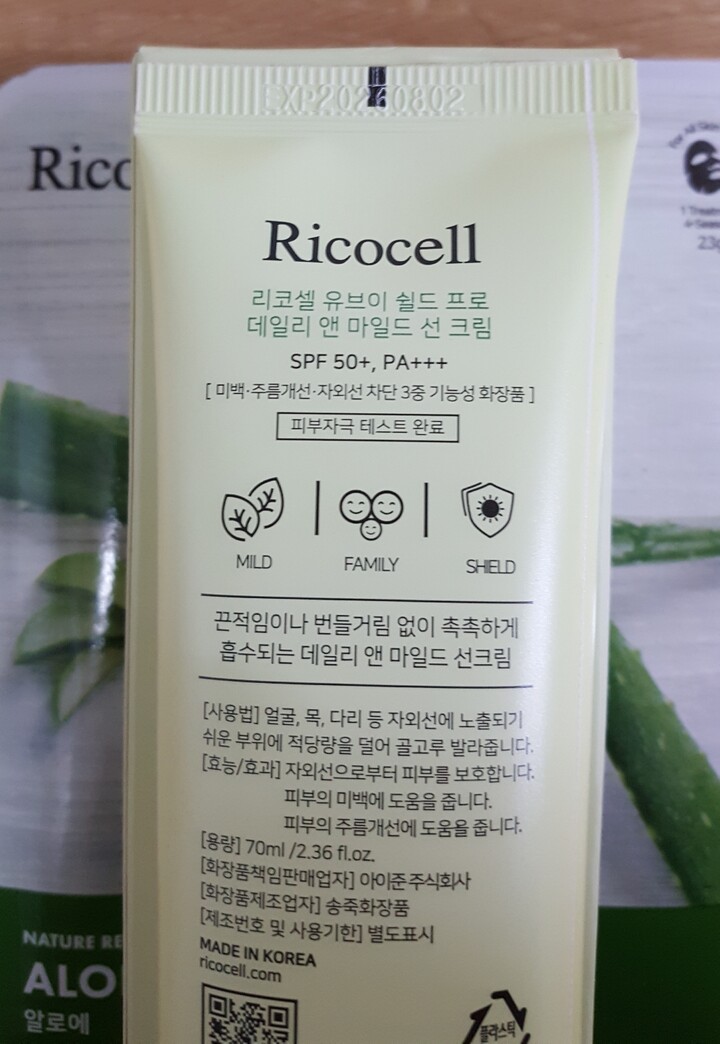 Ricocell
리코셀 유브이 쉴드 프로
데일리 앤 마일드 선 크림
SPF 50+, PA+++
[ 미백·주름개선·자외선 차단 3중 기능성 화장품 ]
피부자극 테스트 완료
MILD
FAMILY
SHIELD
끈적임이나 번들거림 없이 촉촉하게
흡수되는 데일리 앤 마일드 선크림
[사용법] 얼굴, 목, 다리 등 자외선에 노출되기
쉬운 부위에 적당량을 덜어 골고루 발라줍니다.
[효능/효과] 자외선으로부터 피부를 보호합니다.
피부의 미백에 도움을 줍니다.
피부의 주름개선에 도움을 줍니다.
[용량] 70ml /2.36 fl.oz.
[화장품책임판매업자] 아이준주식회사
[화장품제조업자] 송죽화장품
[제조번호 및 사용기한] 별도표시
MADE IN KOREA
ricocell.com
플라스틱
Rico
For All Skin
1 Treatm
23g
NATURE RE
ALO
알로에